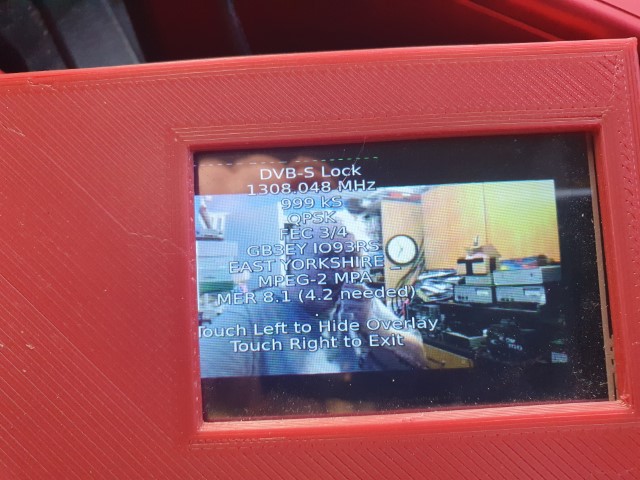 DVB-S Lock
1308.048 MHz
999 kS
QPSK
FEC 3/4
GB3EY IO93RS
EAST YORKSHIRE _
MPEG-2 MPA
MER 8.1 (4.2 needed)
.
Touch Left to Hide Overlay
Touch Right to Exit